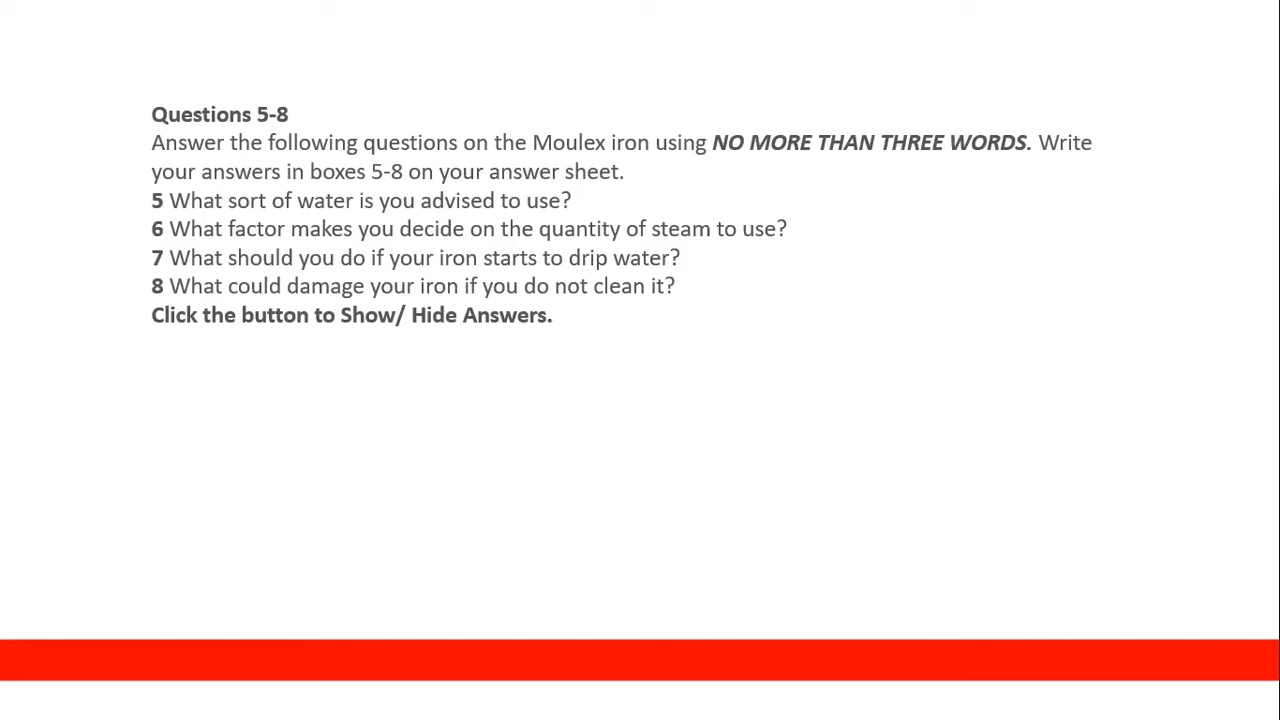 Questions 5-8
Answer the following questions on the Moulex iron using NO MORE THAN THREE WORDS. Write
your answers in boxes 5-8 on your answer sheet.
5 What sort of water is you advised to use?
6 What factor makes you decide on the quantity of steam to use?
7 What should you do if your iron starts to drip water?
8 What could damage your iron if you do not clean it?
Click the button to Show/ Hide Answers.